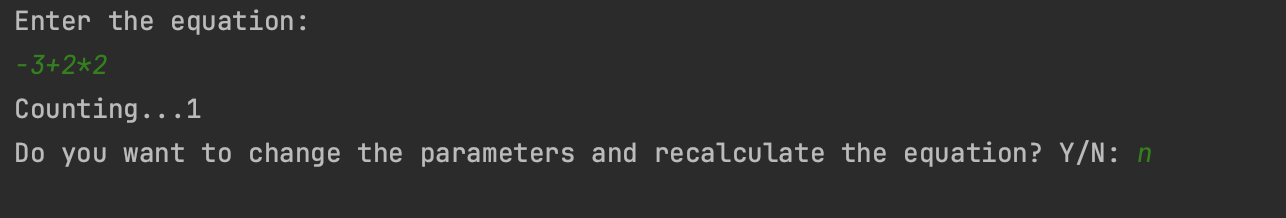 Enter the equation:
-3+2*2
Counting...1
Do you want to change the parameters and recalculate the equation? Y/N: n